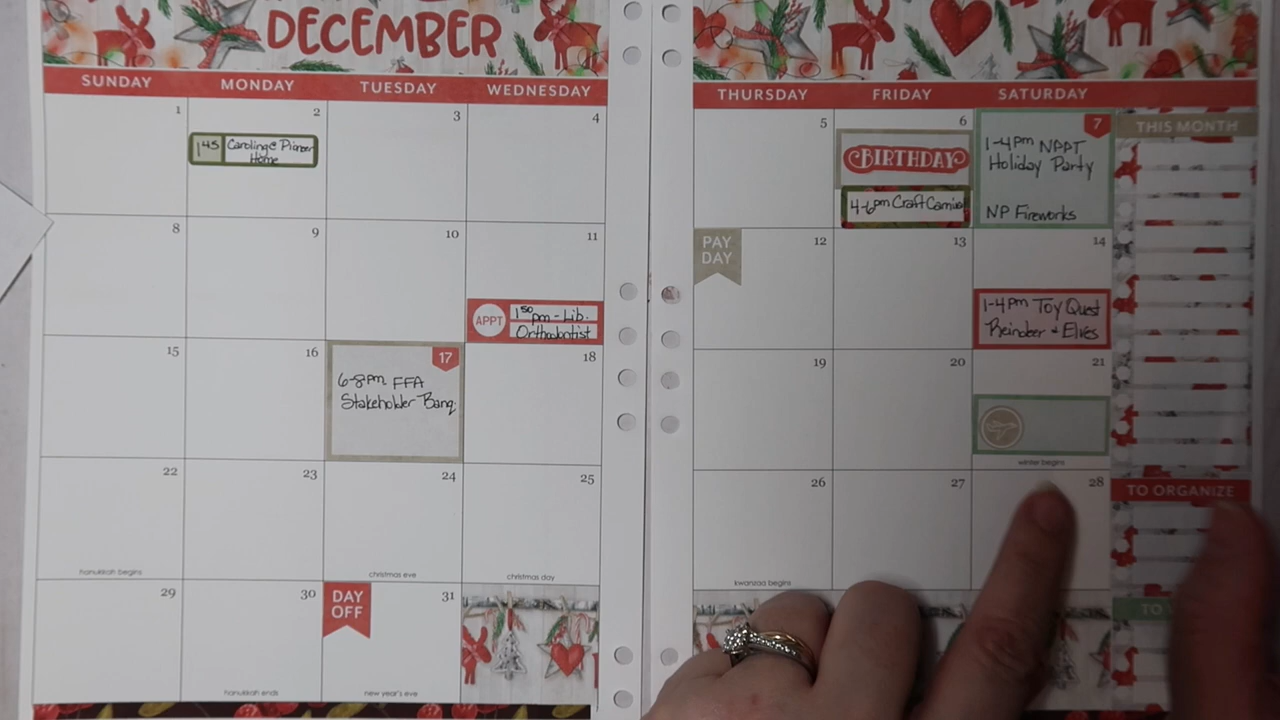 DECEMBER
SUNDAY MONDAY TUESDAY WEDNESDAY THURSDAY FRIDAY SATURDAY
1 2 3 4 5 6 7
THIS MONTH
145 Caroling @ Pioneer
Home
BIRTHDAY
4-6pm Craft Carnival
1-4pm NAPT
Holiday Party
NP Fireworks
8 9 10 11 12 13 14
PAY
DAY
APPT 150pm - Lib.
Orthodontist
1-4pm Toy Quest
Reindeer + Elves
15 16 17 18 19 20 21
6-8pm FFA
Stakeholder Banq.
winter begins
22 23 24 25 26 27 28
TO ORGANIZE
hanukkah begins
christmas eve
christmas day
kwanzaa begins
29 30 31
DAY
OFF
TO
hanukkah ends
new year's eve